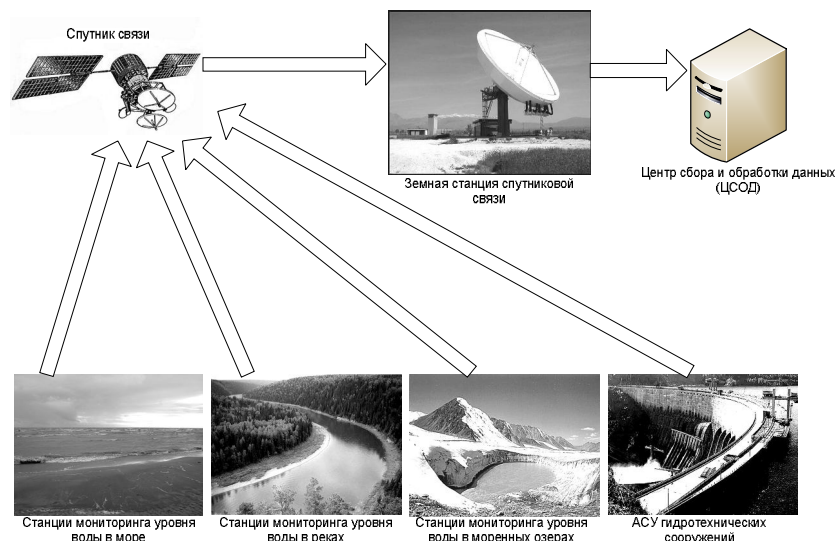 Спутник связи
Земная станция спутниковой
связи
Центр сбора и обработки данных
(ЦСОД)
Станции мониторинга уровня
воды в море
Станции мониторинга уровня
воды в реках
Станции мониторинга уровня
воды в моренных озерах
АСУ гидротехнических
сооружений